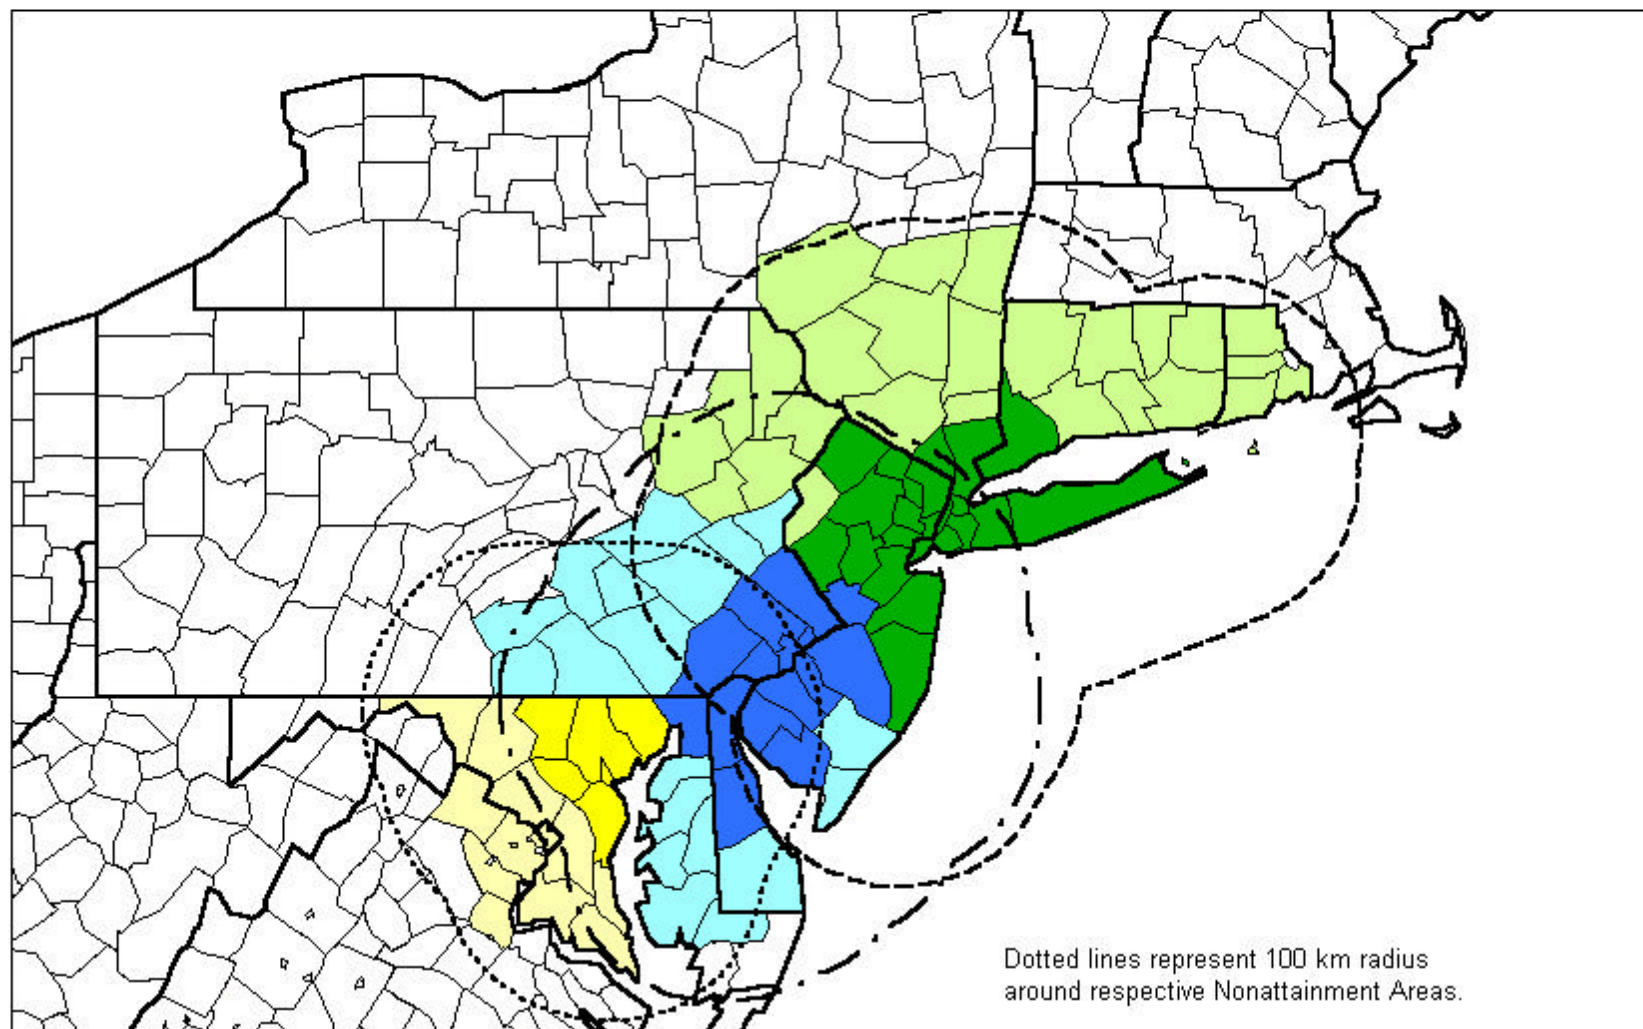 Dotted lines represent 100 km radius
around respective Nonattainment Areas.